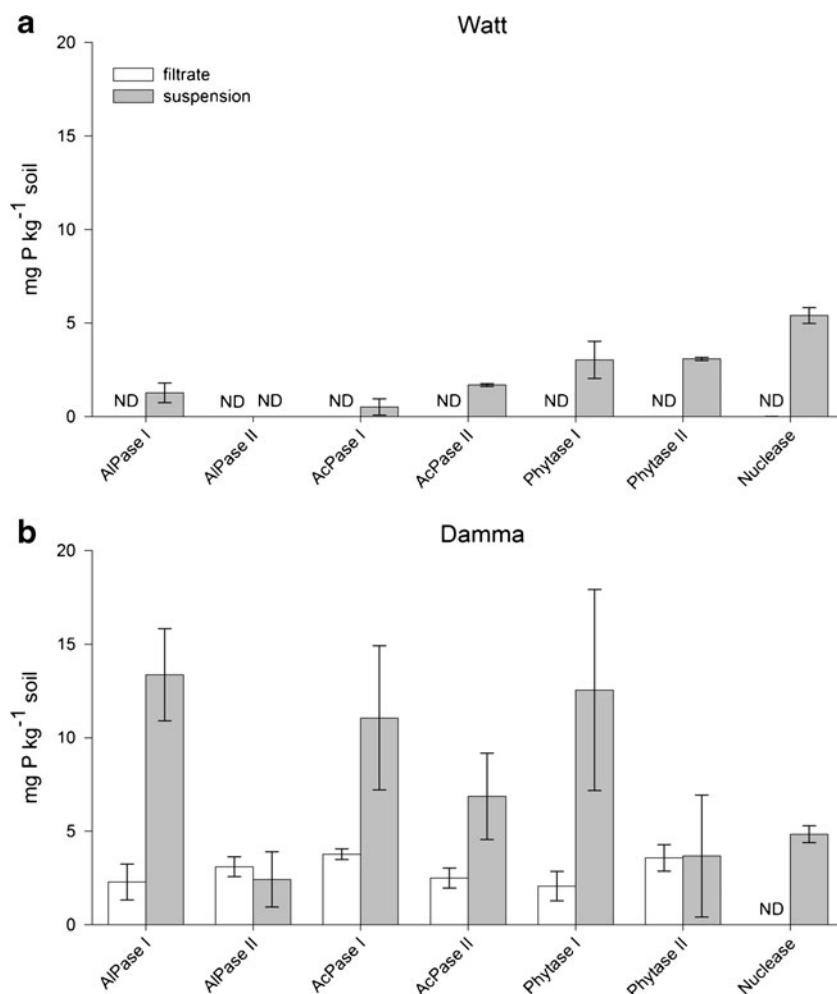 a
Watt
20
15
10
5
0
mg P kg⁻¹ soil
filtrate
suspension
ND
ND
ND
ND
ND
ND
ND
ND
AlPase I
AlPase II
AcPase I
AcPase II
Phytase I
Phytase II
Nuclease
b
Damma
20
15
10
5
0
mg P kg⁻¹ soil
ND
AlPase I
AlPase II
AcPase I
AcPase II
Phytase I
Phytase II
Nuclease